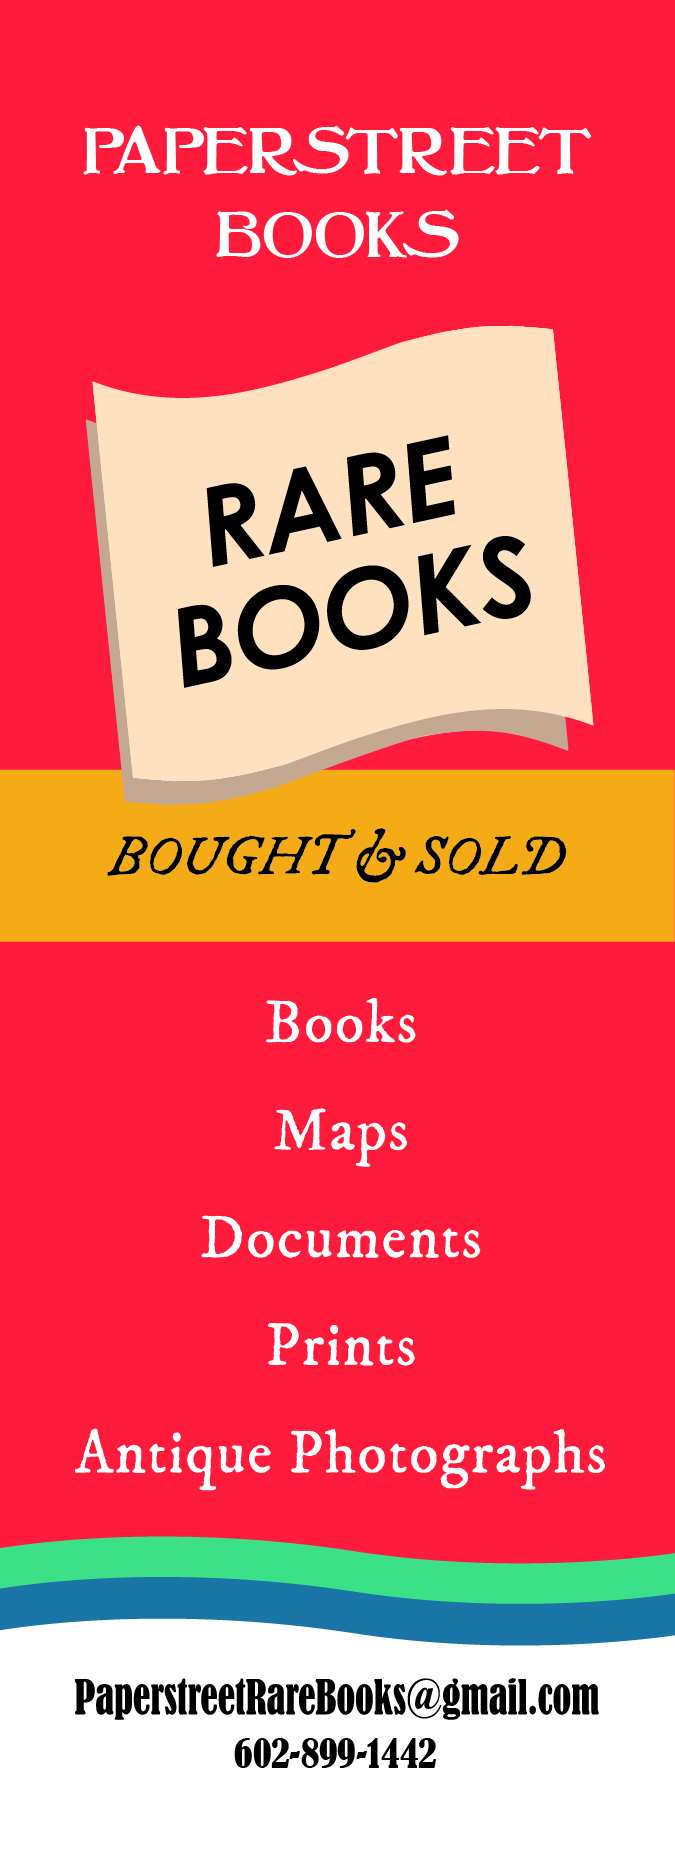 PAPERSTREET
BOOKS
RARE
BOOKS
BOUGHT & SOLD
Books
Maps
Documents
Prints
Antique Photographs
PaperstreetRareBooks@gmail.com
602-899-1442